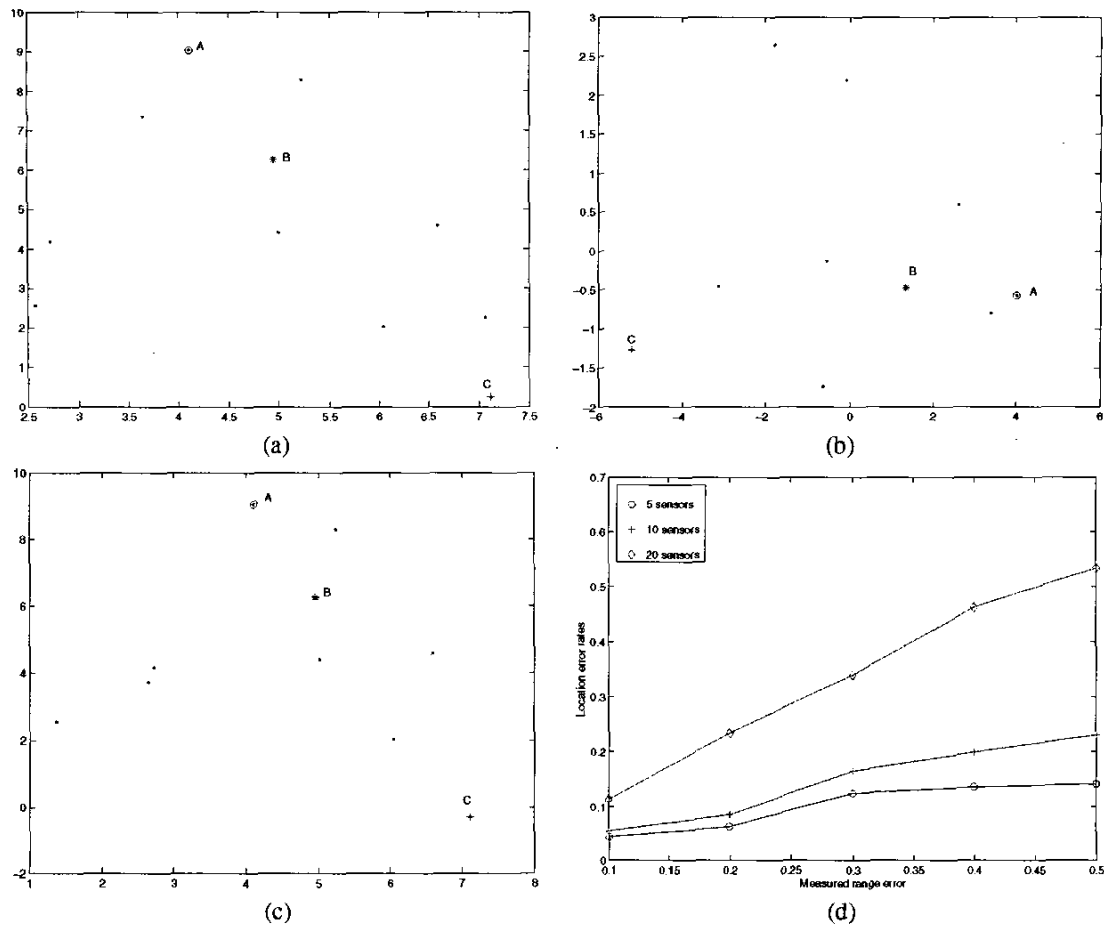 10
9
8
7
6
5
4
3
2
1
0
2.5 3 3.5 4 4.5 5 5.5 6 6.5 7 7.5
A
B
C
(a)
3
2.5
2
1.5
1
0.5
0
−0.5
−1
−1.5
−2
−6 −4 −2 0 2 4 6
B
A
C
(b)
10
8
6
4
2
0
−2
1 2 3 4 5 6 7 8
A
B
C
(c)
0.7
0.6
0.5
0.4
0.3
0.2
0.1
0
5 sensors
10 sensors
20 sensors
Location error rates
0.1 0.15 0.2 0.25 0.3 0.35 0.4 0.45 0.5
Measured range error
(d)